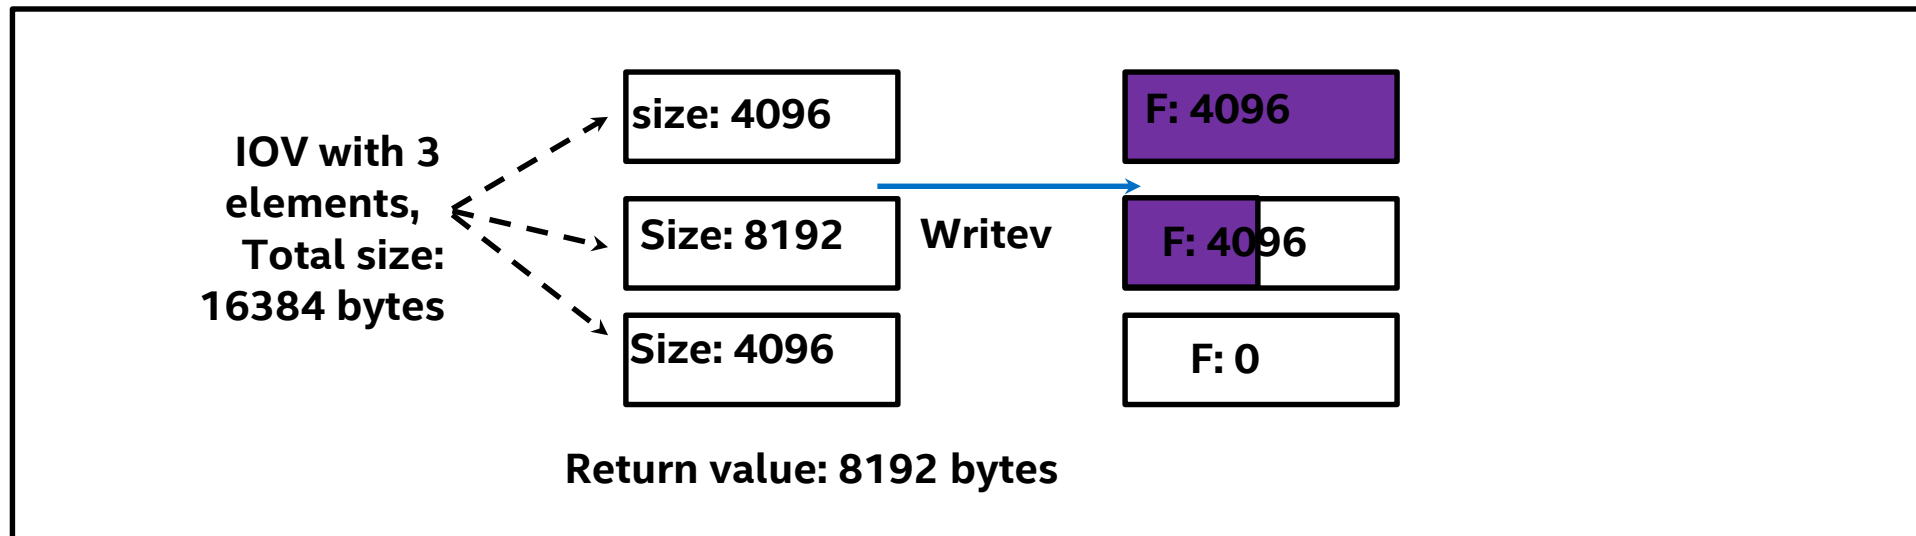 IOV with 3
elements,
Total size:
16384 bytes
size: 4096
Size: 8192
Size: 4096
Writev
F: 4096
F: 4096
F: 0
Return value: 8192 bytes